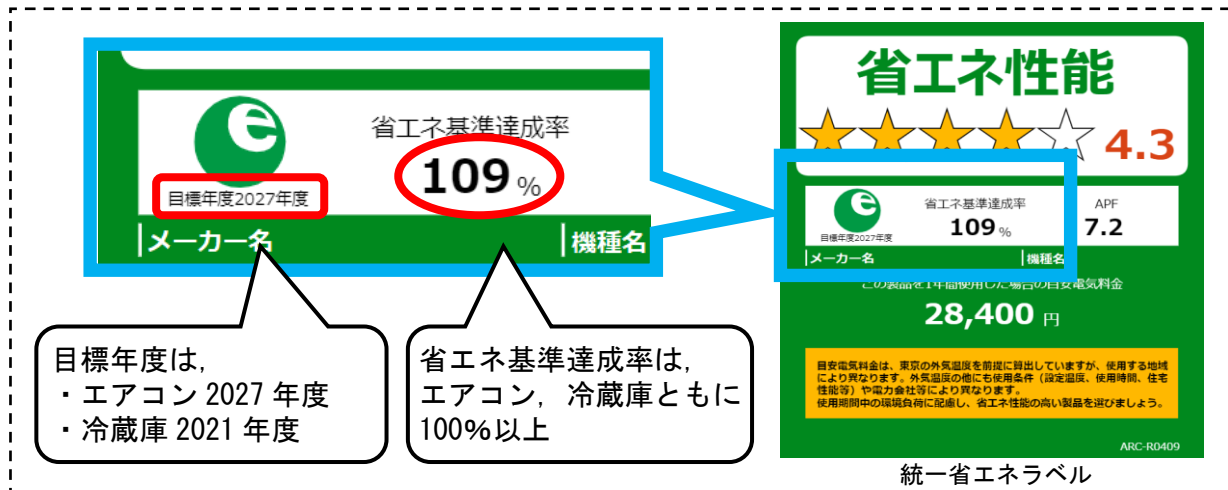 省エネ基準達成率
109 %
目標年度2027年度
メーカー名
機種名
目標年度は,
・エアコン 2027 年度
・冷蔵庫 2021 年度
省エネ基準達成率は,
エアコン, 冷蔵庫ともに
100%以上
省エネ性能
4.3
省エネ基準達成率
109 %
目標年度2027年度
APF
7.2
メーカー名
機種名
この製品を1年間使用した場合の目安電気料金
28,400 円
目安電気料金は、東京の外気温度を前提に算出していますが、使用する地域
により異なります。外気温度の他にも使用条件（設定温度、使用時間、住宅
性能等）や電力会社等により異なります。
使用期間中の環境負荷に配慮し、省エネ性能の高い製品を選びましょう。
ARC-R0409
統一省エネラベル